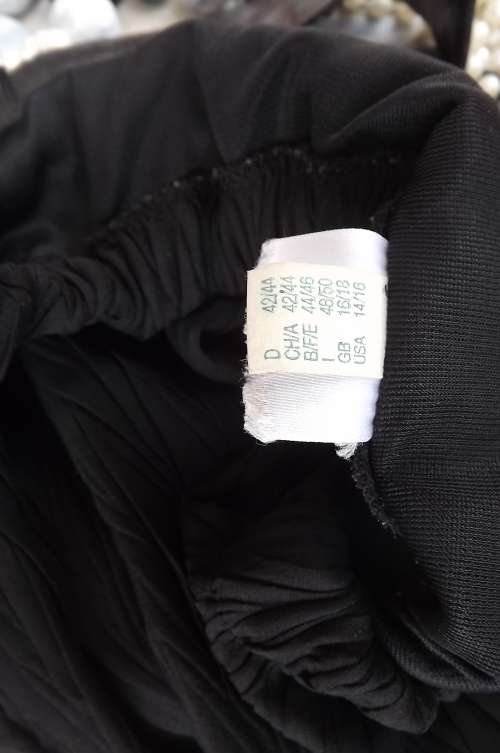 D 42/44
CH/A 42/44
B/F/E 44/46
I 48/50
GB 16/18
USA 14/16